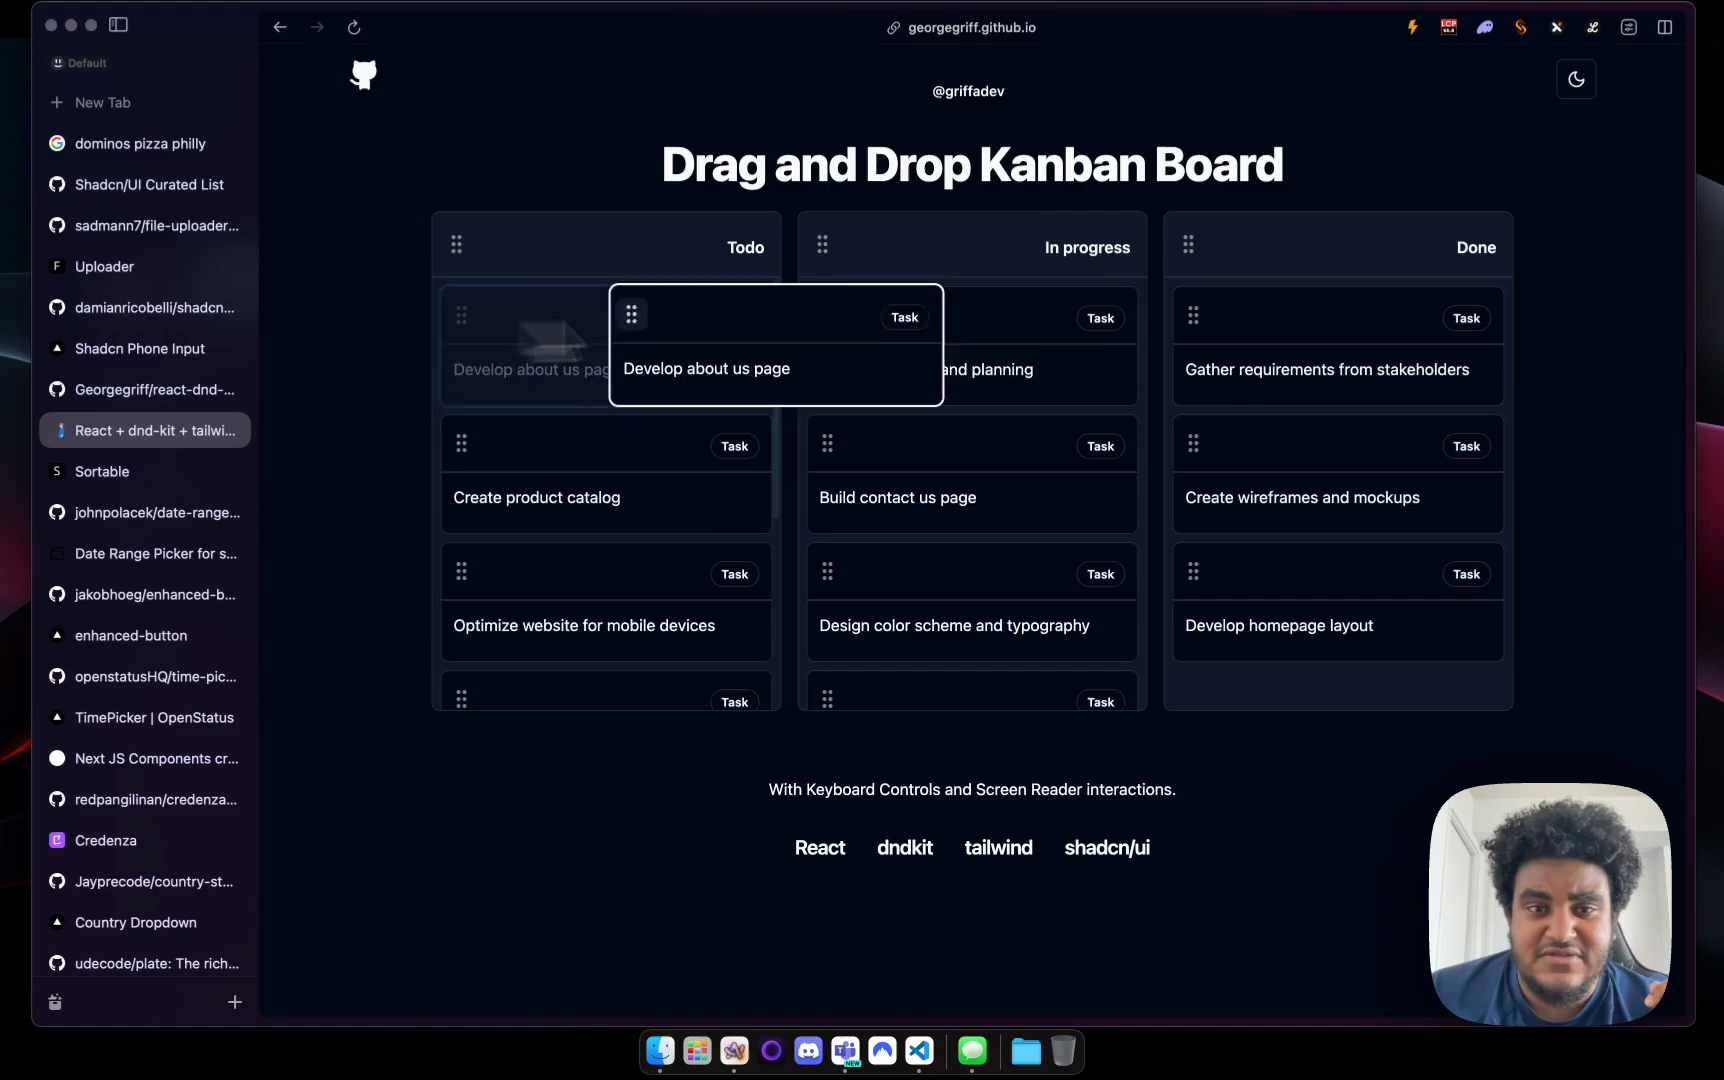 georgegriff.github.io
LCP
Default
New Tab
dominos pizza philly
Shadcn/UI Curated List
sadmann7/file-uploader...
F Uploader
damianricobelli/shadcn...
Shadcn Phone Input
Georgegriff/react-dnd-...
React + dnd-kit + tailwi...
S Sortable
johnpolacek/date-range...
Date Range Picker for s...
jakobhoeg/enhanced-b...
enhanced-button
openstatusHQ/time-pic...
TimePicker | OpenStatus
Next JS Components cr...
redpangilinan/credenza...
Credenza
Jayprecode/country-st...
Country Dropdown
udecode/plate: The rich...
@griffadev
Drag and Drop Kanban Board
Todo
Develop about us pag
Task
Develop about us page
Task
Create product catalog
Task
Optimize website for mobile devices
Task
In progress
Task
and planning
Task
Build contact us page
Task
Design color scheme and typography
Task
Done
Task
Gather requirements from stakeholders
Task
Create wireframes and mockups
Task
Develop homepage layout
With Keyboard Controls and Screen Reader interactions.
React dndkit tailwind shadcn/ui
NEW